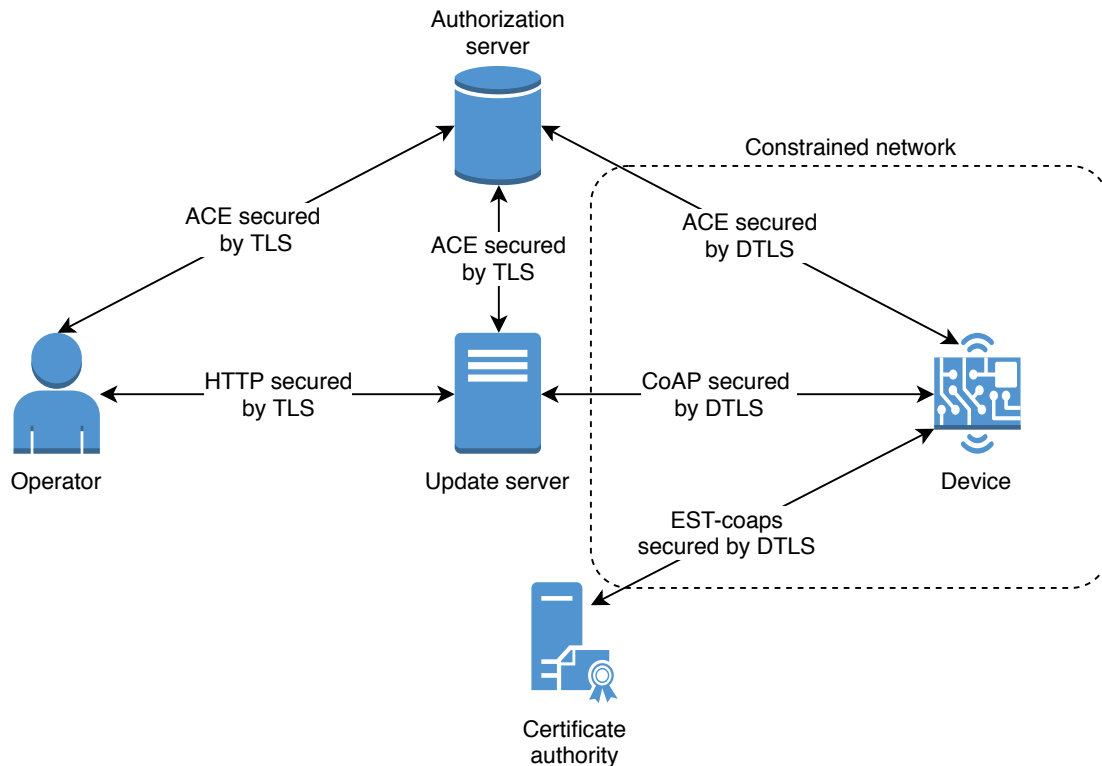 Authorization
server
Constrained network
ACE secured
by TLS
ACE secured
by TLS
ACE secured
by DTLS
HTTP secured
by TLS
CoAP secured
by DTLS
Operator
Update server
Device
EST-coaps
secured by DTLS
Certificate
authority